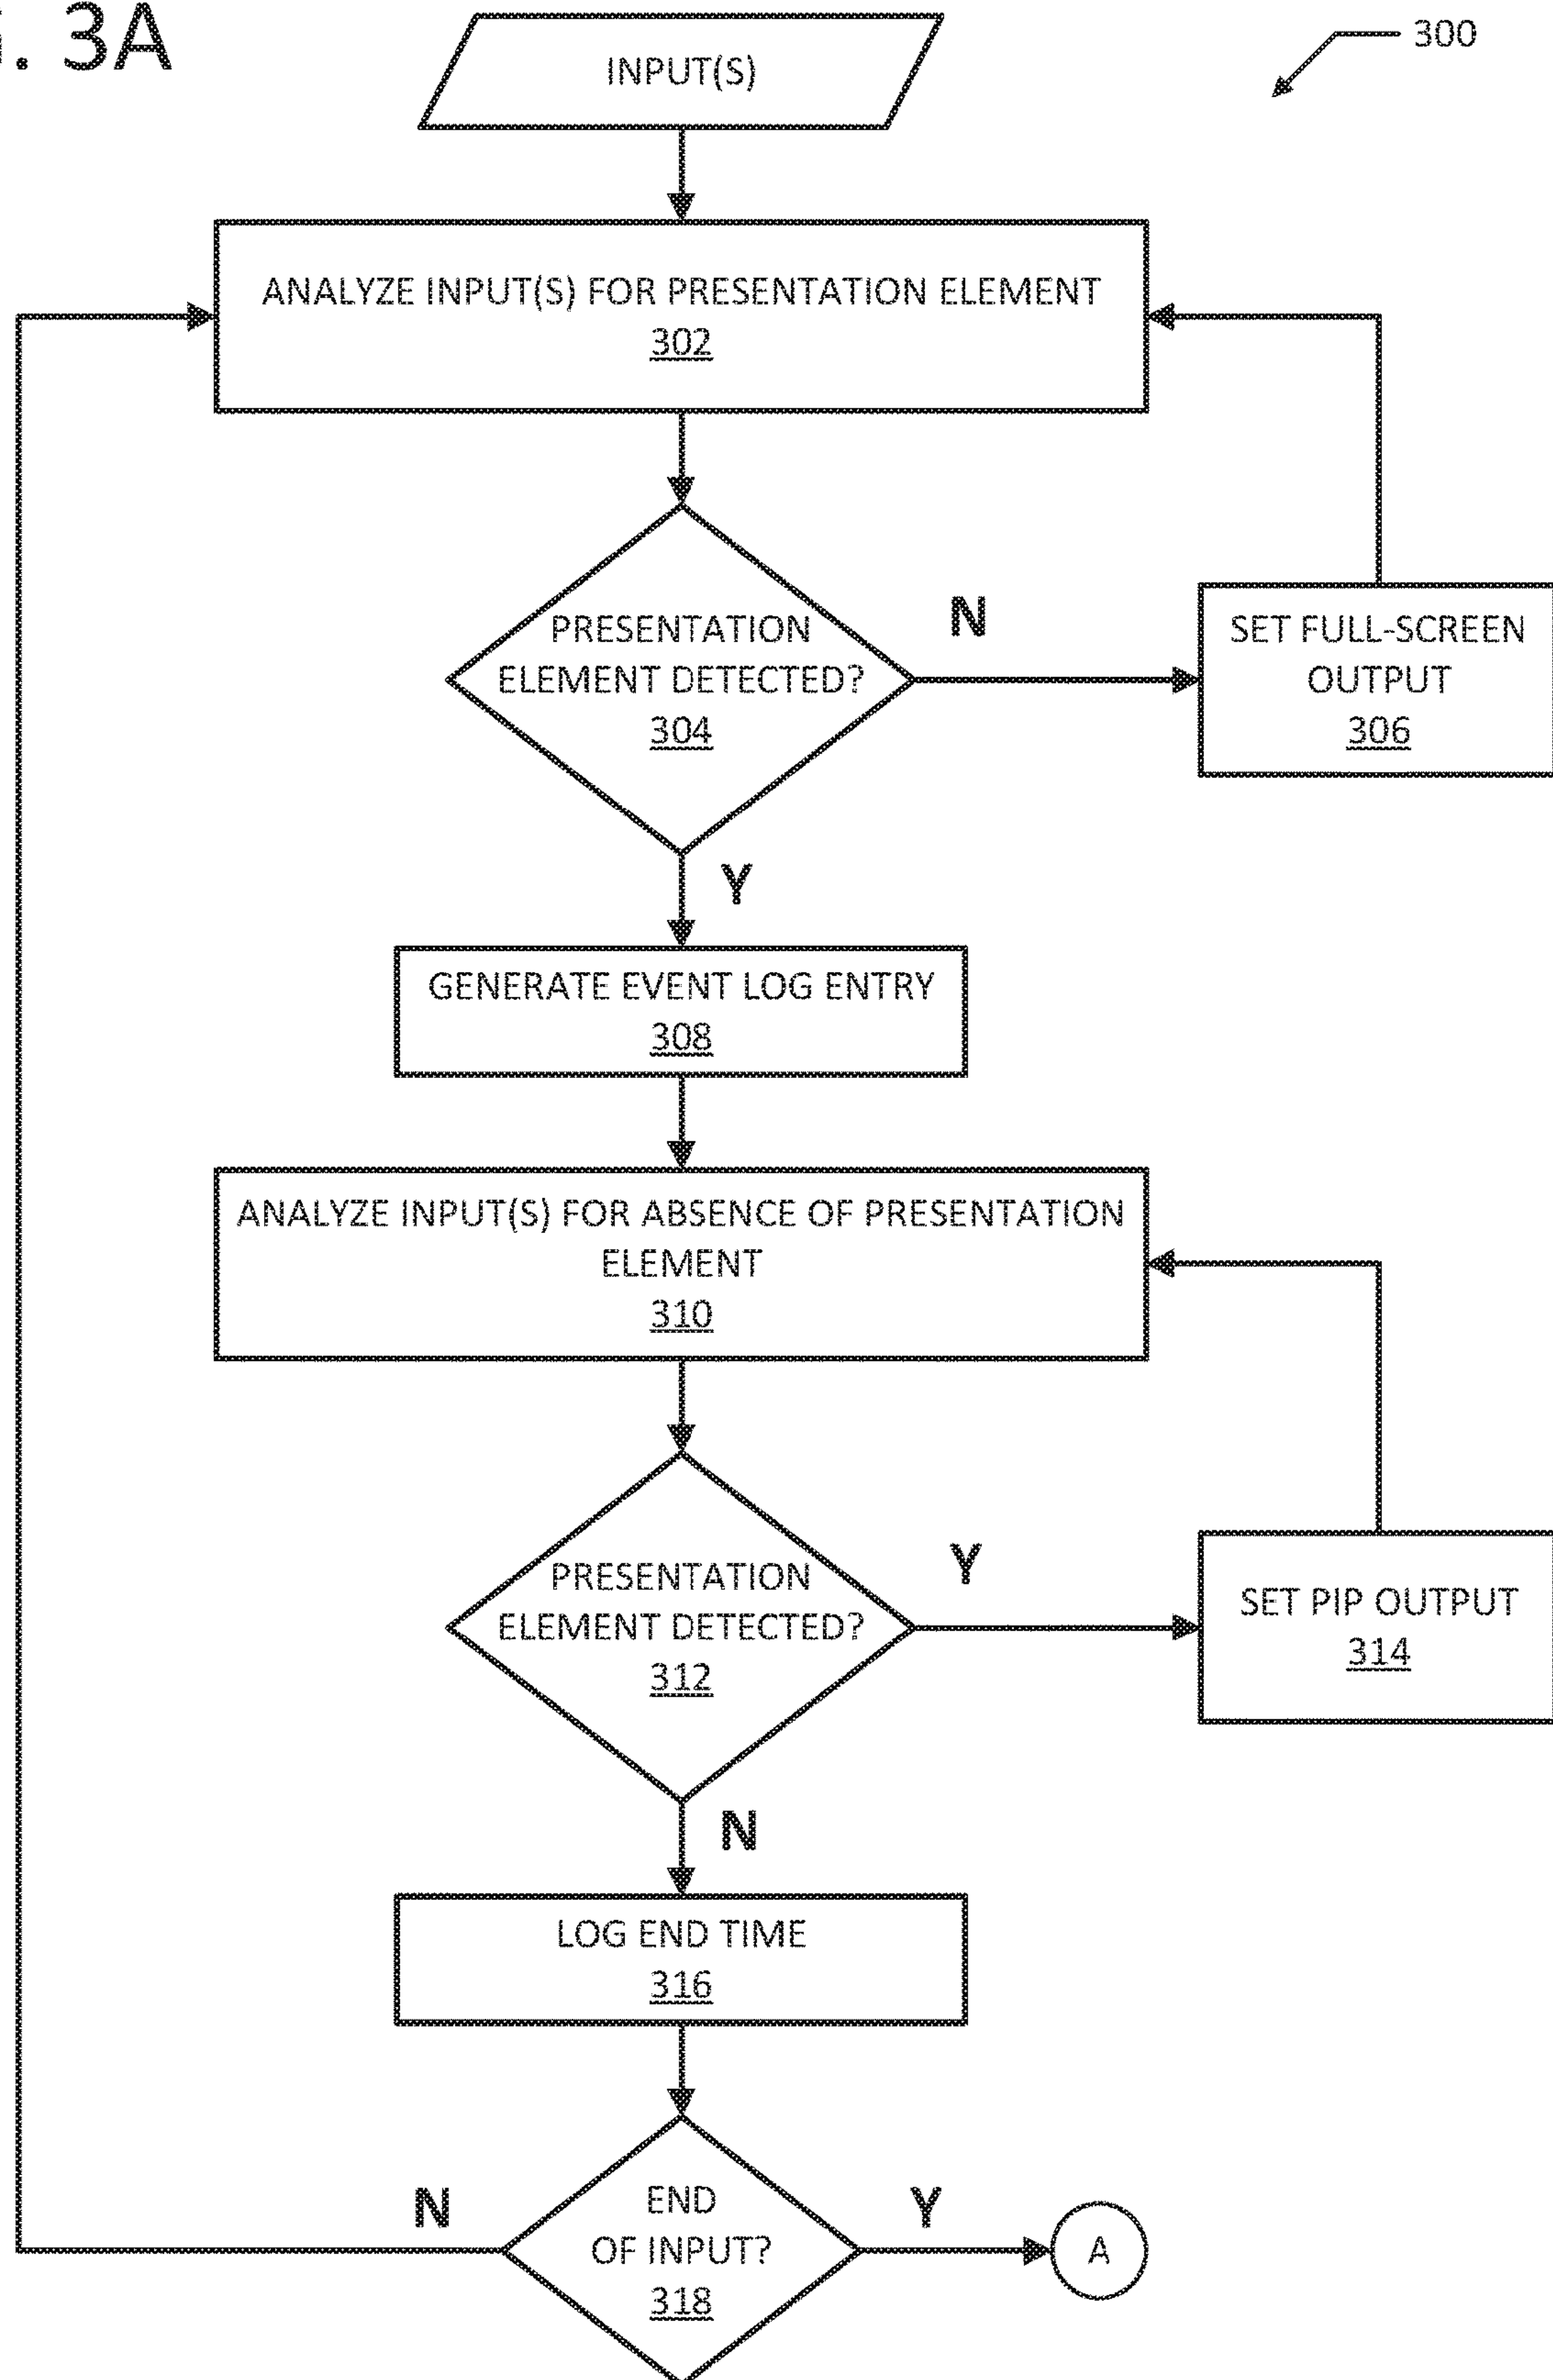 . 3A
300
INPUT(S)
ANALYZE INPUT(S) FOR PRESENTATION ELEMENT
302
PRESENTATION
ELEMENT DETECTED?
304
N
SET FULL-SCREEN
OUTPUT
306
Y
GENERATE EVENT LOG ENTRY
308
ANALYZE INPUT(S) FOR ABSENCE OF PRESENTATION
ELEMENT
310
PRESENTATION
ELEMENT DETECTED?
312
Y
SET PIP OUTPUT
314
N
LOG END TIME
316
N
END
OF INPUT?
318
Y
A